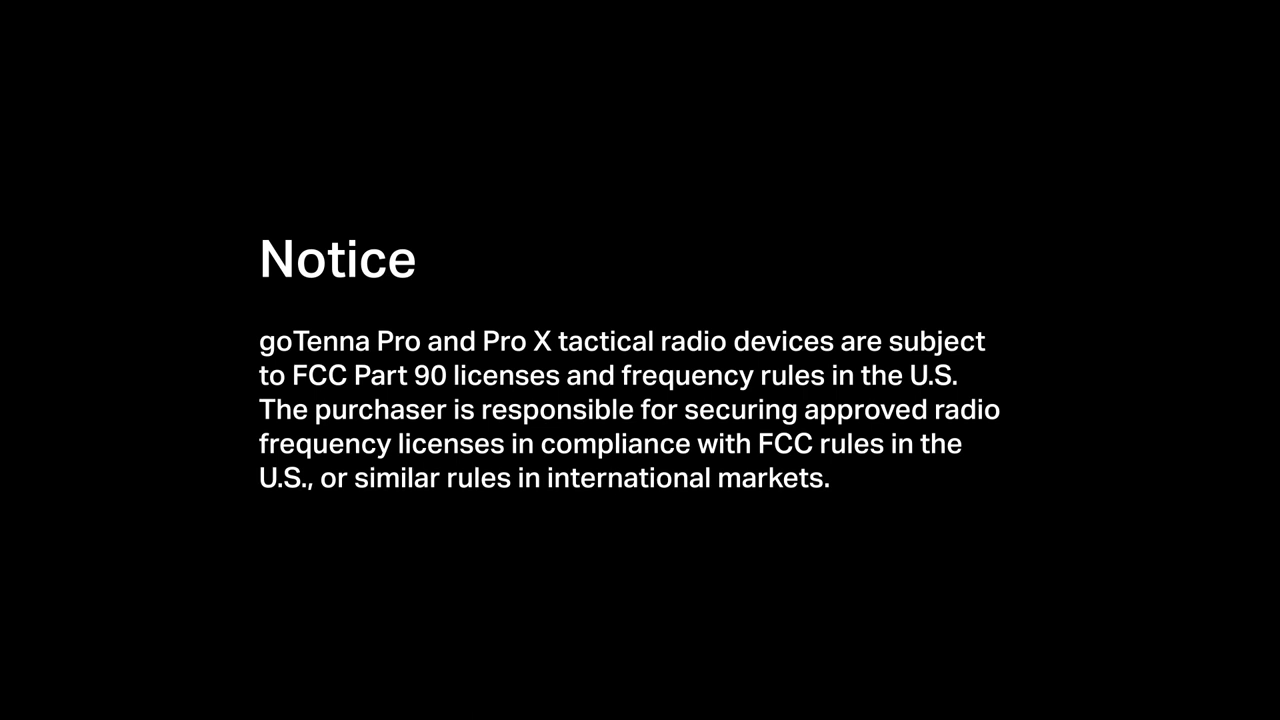 Notice
goTenna Pro and Pro X tactical radio devices are subject
to FCC Part 90 licenses and frequency rules in the U.S.
The purchaser is responsible for securing approved radio
frequency licenses in compliance with FCC rules in the
U.S., or similar rules in international markets.